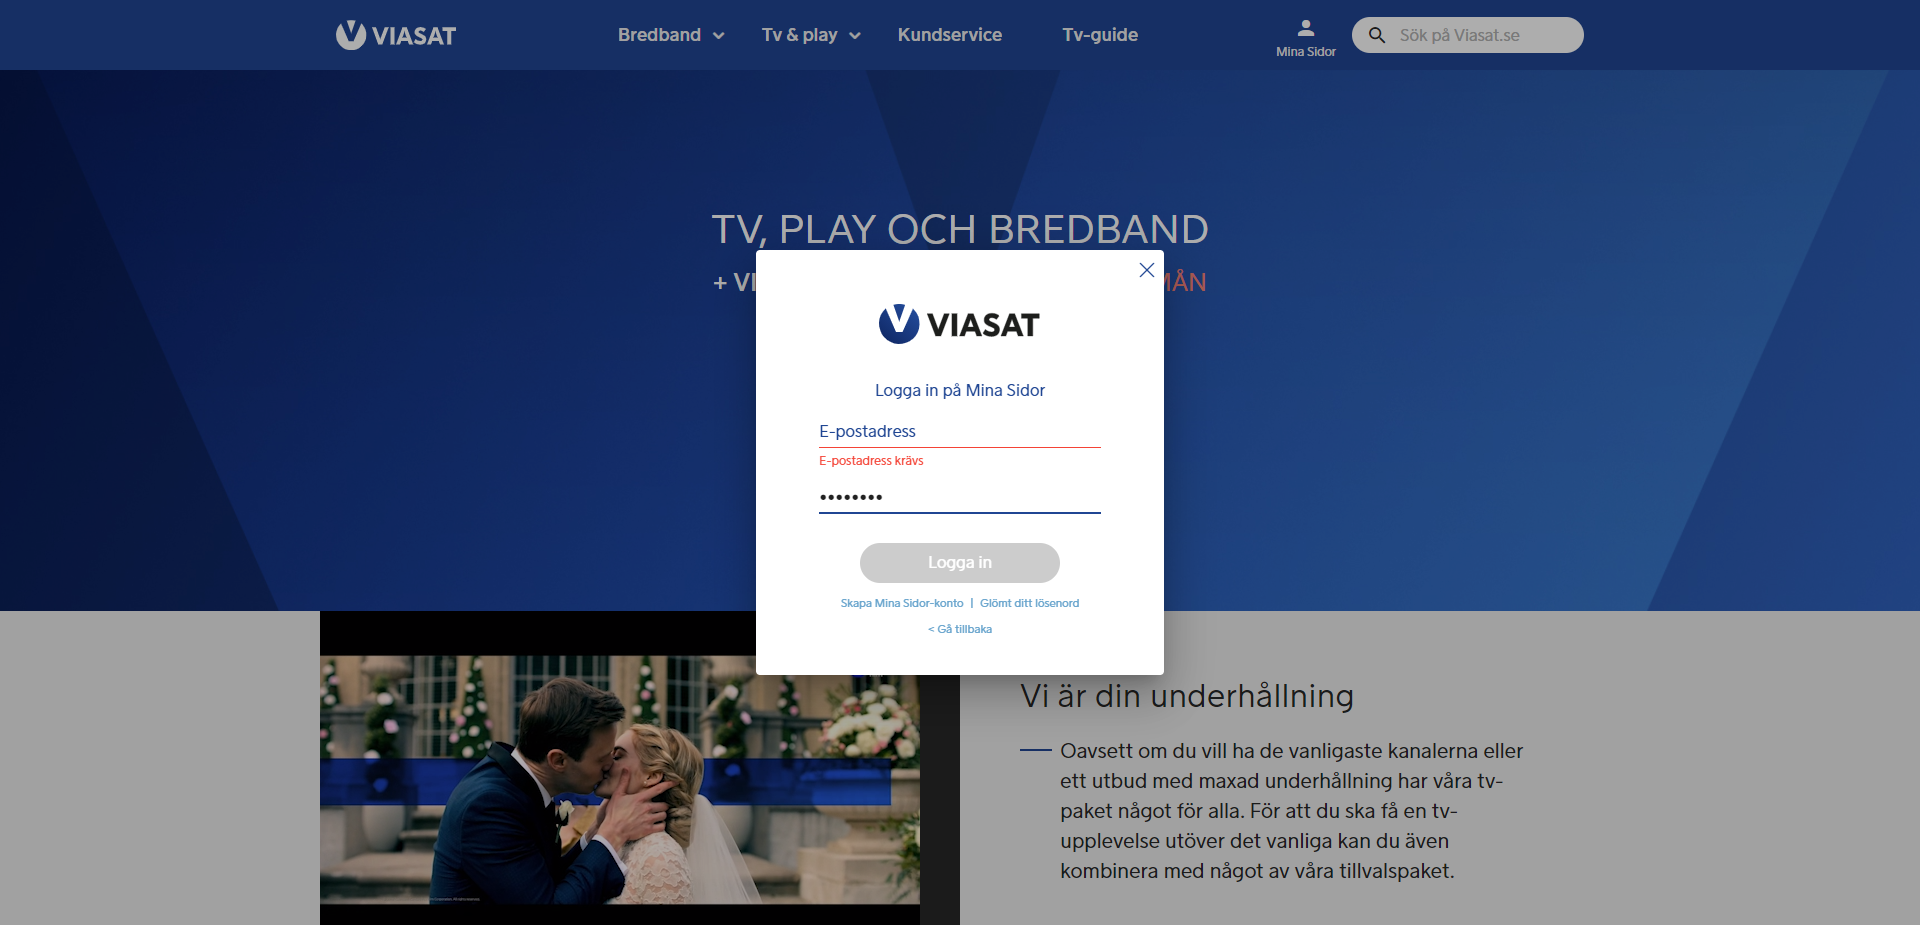 VIASAT
Bredband
Tv & play
Kundservice
Tv-guide
Mina Sidor
Sök på Viasat.se
TV, PLAY OCH BREDBAND
+
VIASAT
Logga in på Mina Sidor
E-postadress
E-postadress krävs
••••••••
Logga in
Skapa Mina Sidor-konto | Glömt ditt lösenord
< Gå tillbaka
Vi är din underhållning
Oavsett om du vill ha de vanligaste kanalerna eller
ett utbud med maxad underhållning har våra tv-
paket något för alla. För att du ska få en tv-
upplevelse utöver det vanliga kan du även
kombinera med något av våra tillvalspaket.